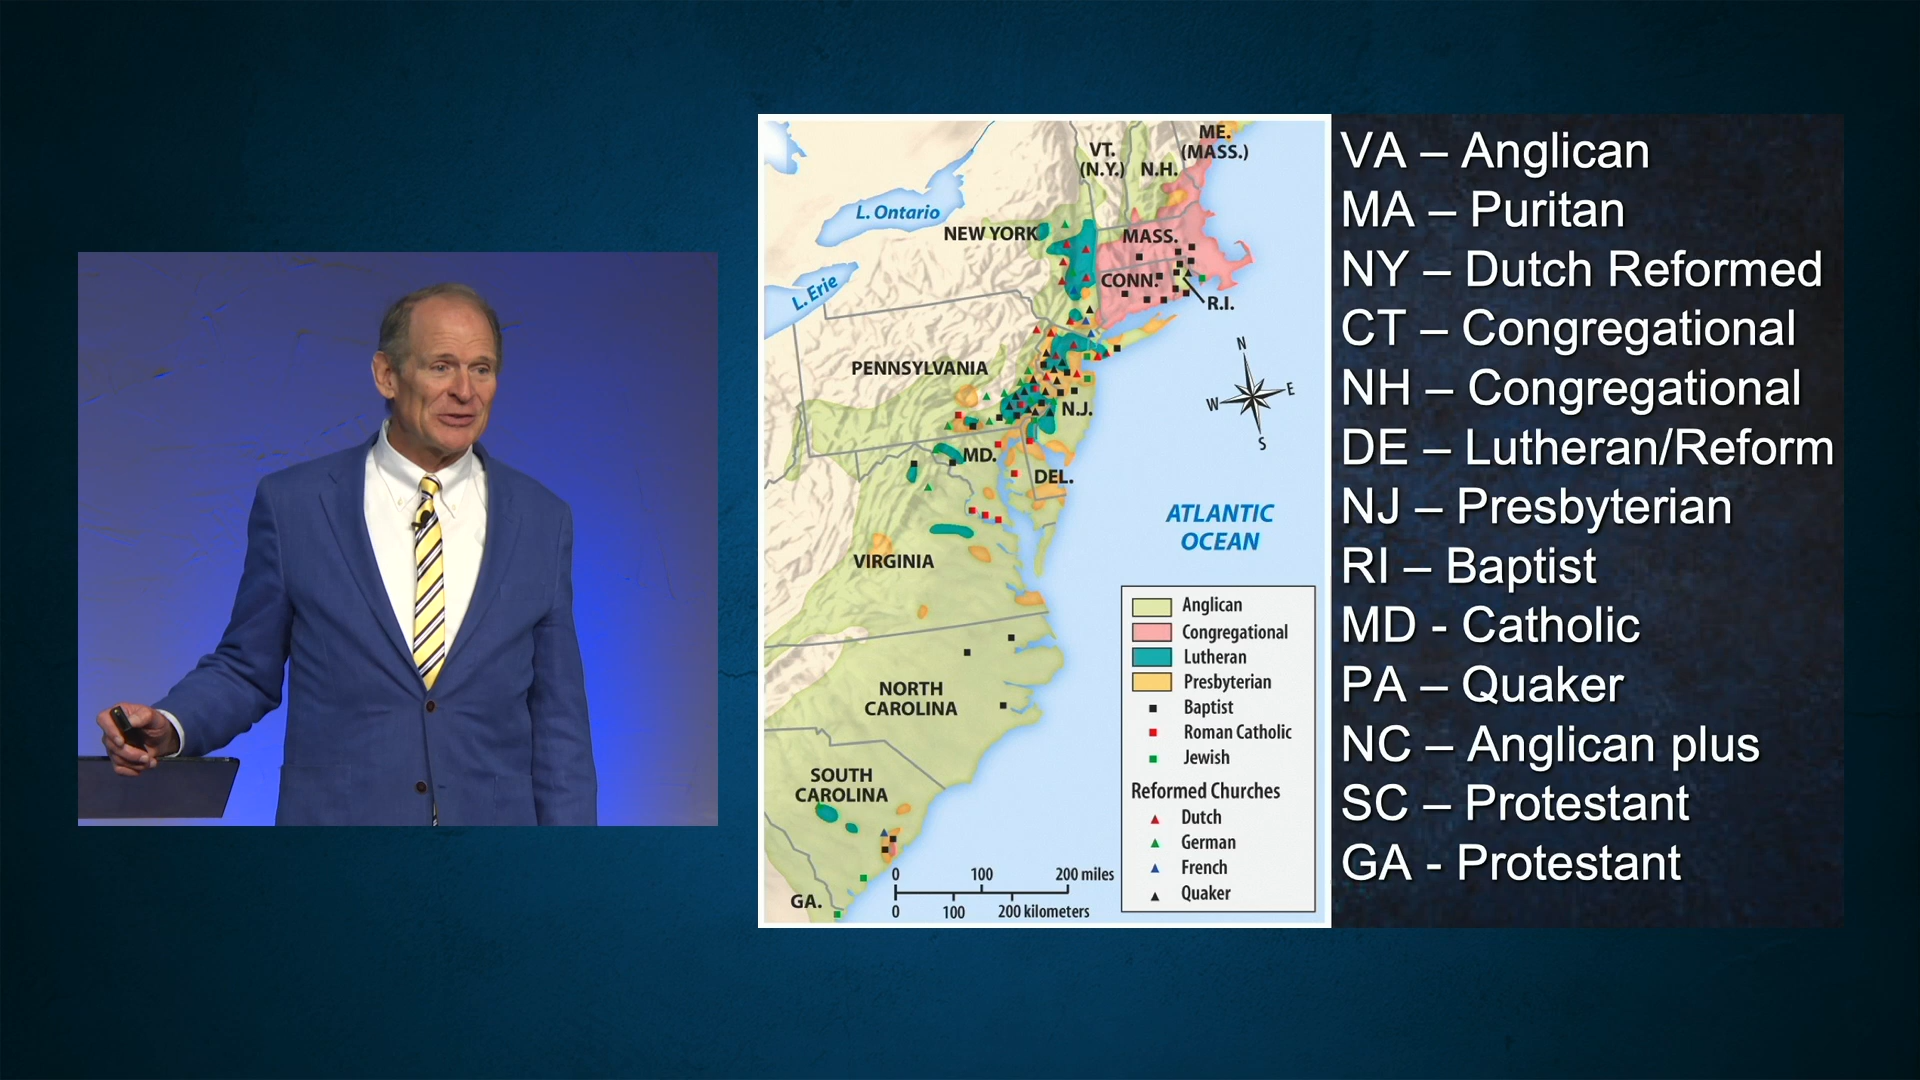 ME.
(MASS.)
VT.
(N.Y.)
N.H.
L. Ontario
NEW YORK
MASS.
CONN.
L. Erie
R.I.
PENNSYLVANIA
N.J.
MD.
DEL.
N
W
E
S
ATLANTIC
OCEAN
VIRGINIA
NORTH
CAROLINA
SOUTH
CAROLINA
GA.
0 100 200 miles
0 100 200 kilometers
Anglican
Congregational
Lutheran
Presbyterian
Baptist
Roman Catholic
Jewish
Reformed Churches
Dutch
German
French
Quaker
VA – Anglican
MA – Puritan
NY – Dutch Reformed
CT – Congregational
NH – Congregational
DE – Lutheran/Reform
NJ – Presbyterian
RI – Baptist
MD - Catholic
PA – Quaker
NC – Anglican plus
SC – Protestant
GA - Protestant